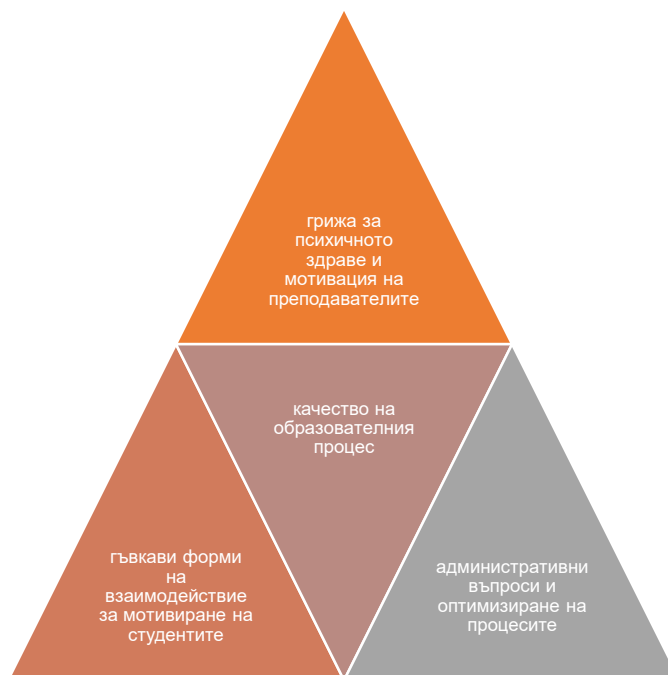 грижа за
психичното
здраве и
мотивация на
преподавателите
качество на
образователния
процес
гъвкави форми
на
взаимодействие
за мотивиране на
студентите
административни
въпроси и
оптимизиране на
процесите